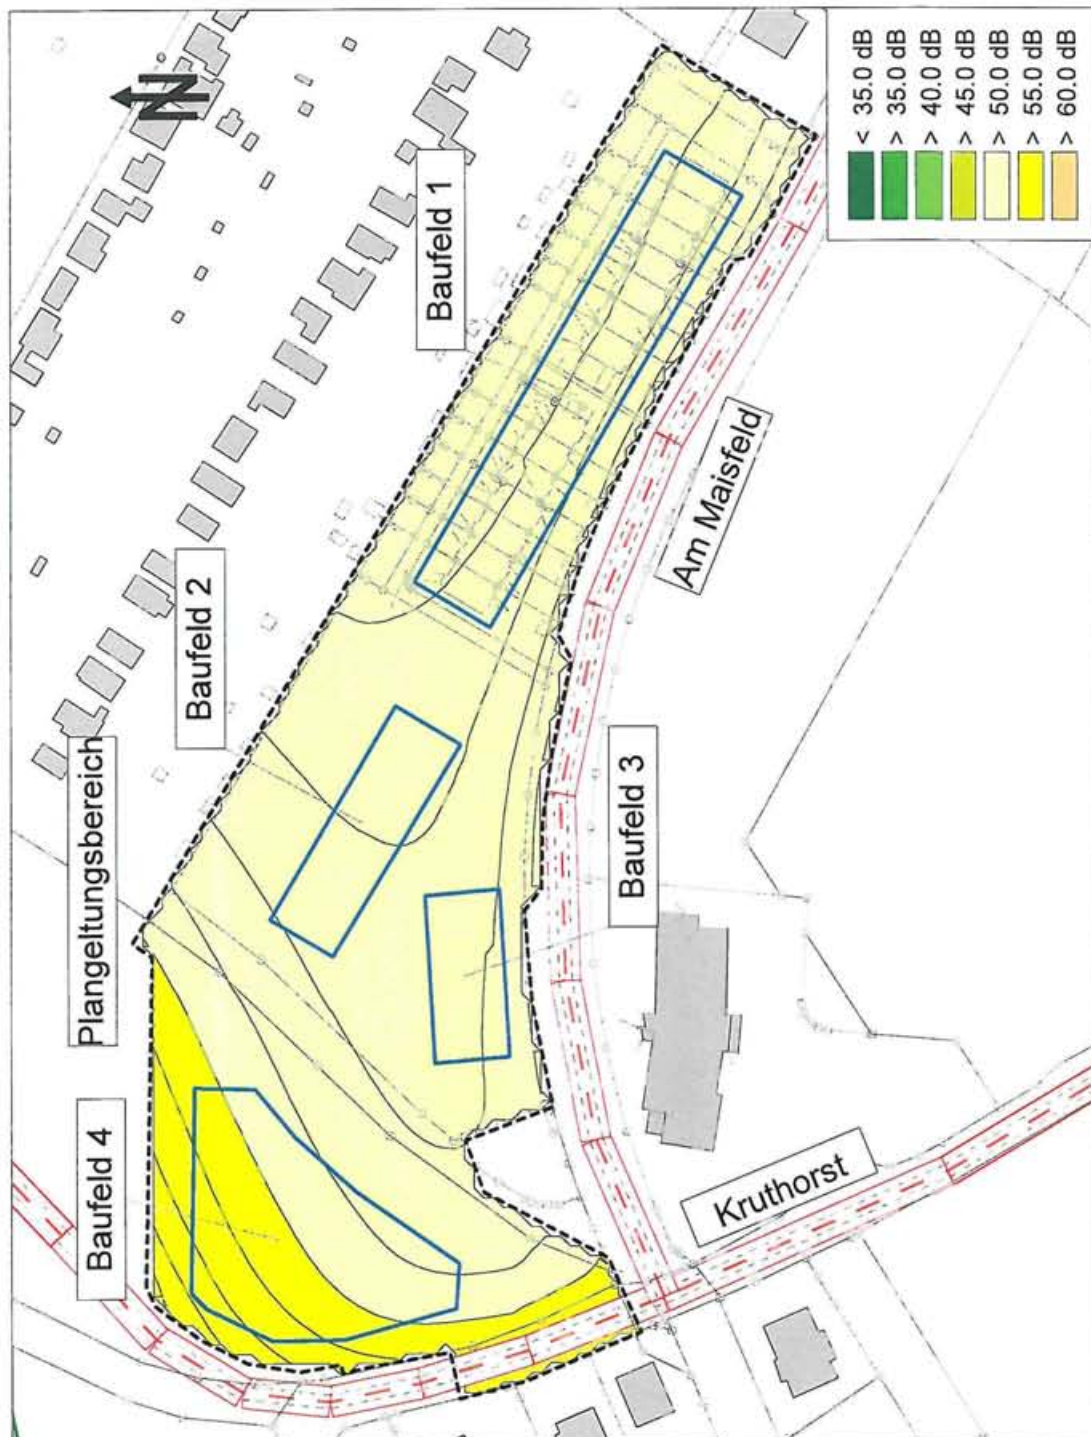 Baufeld 1
Baufeld 2
Plangeltungsbereich
Baufeld 4
Am Maisfeld
Baufeld 3
Kruthorst
N
< 35.0 dB
> 35.0 dB
> 40.0 dB
> 45.0 dB
> 50.0 dB
> 55.0 dB
> 60.0 dB